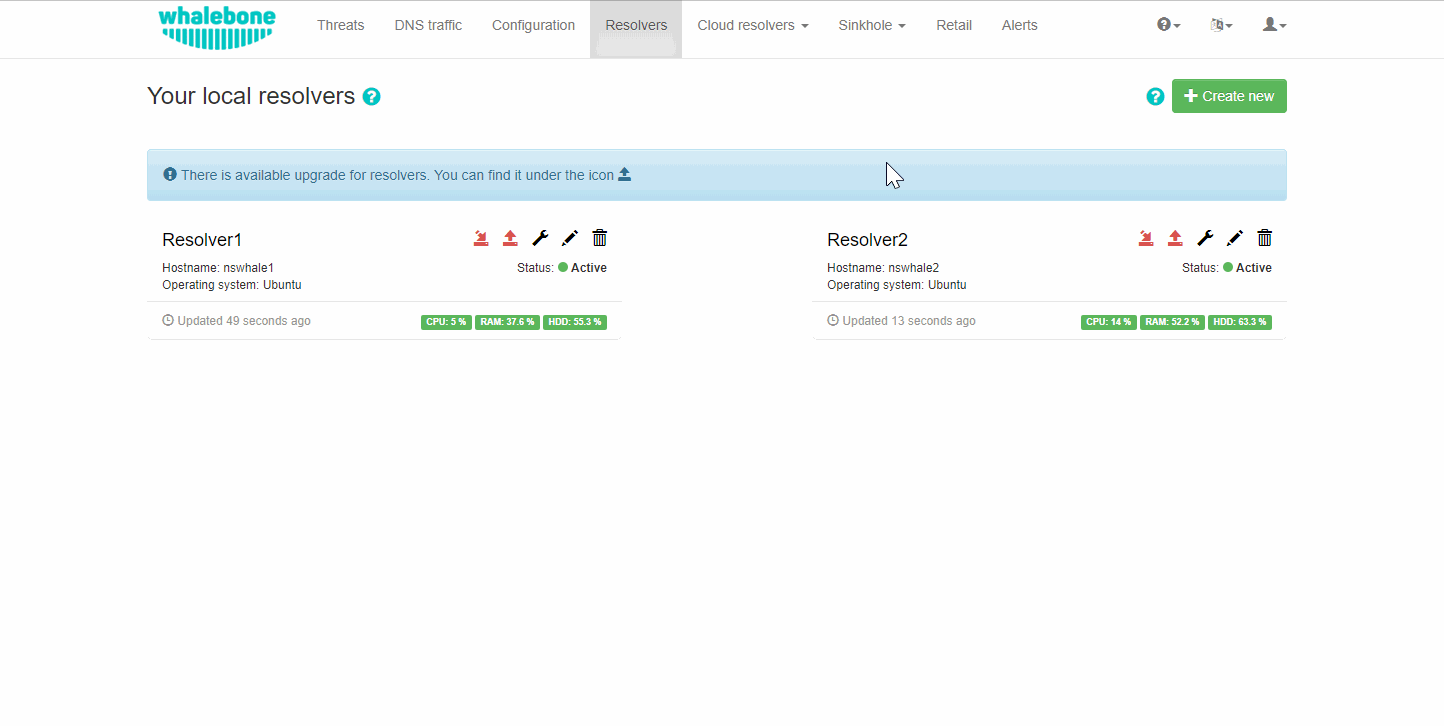 whalebone
Threats DNS traffic Configuration Resolvers Cloud resolvers Sinkhole Retail Alerts
Your local resolvers
Create new
There is available upgrade for resolvers. You can find it under the icon
Resolver1
Hostname: nswhale1 Status: Active
Operating system: Ubuntu
Updated 49 seconds ago CPU: 5 % RAM: 37.6 % HDD: 55.3 %
Resolver2
Hostname: nswhale2 Status: Active
Operating system: Ubuntu
Updated 13 seconds ago CPU: 14 % RAM: 52.2 % HDD: 63.3 %